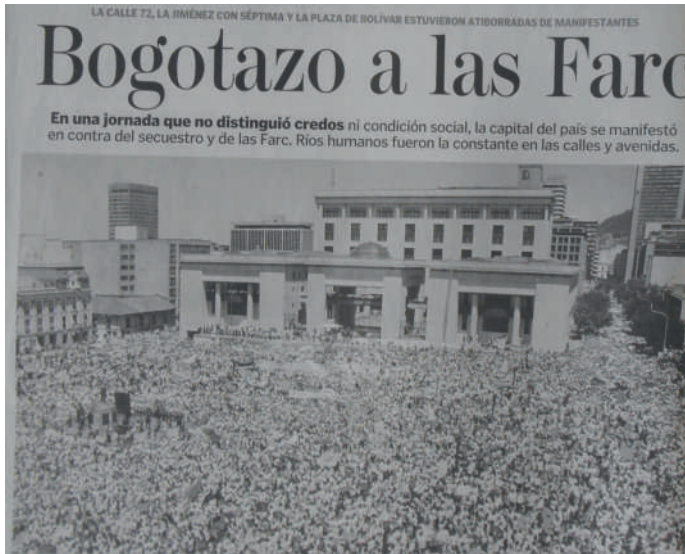 LA CALLE 72, LA JIMÉNEZ CON SÉPTIMA Y LA PLAZA DE BOLÍVAR ESTUVIERON ATIBORRADAS DE MANIFESTANTES
Bogotazo a las Farc
En una jornada que no distinguió credos ni condición social, la capital del país se manifestó
en contra del secuestro y de las Farc. Ríos humanos fueron la constante en las calles y avenidas.